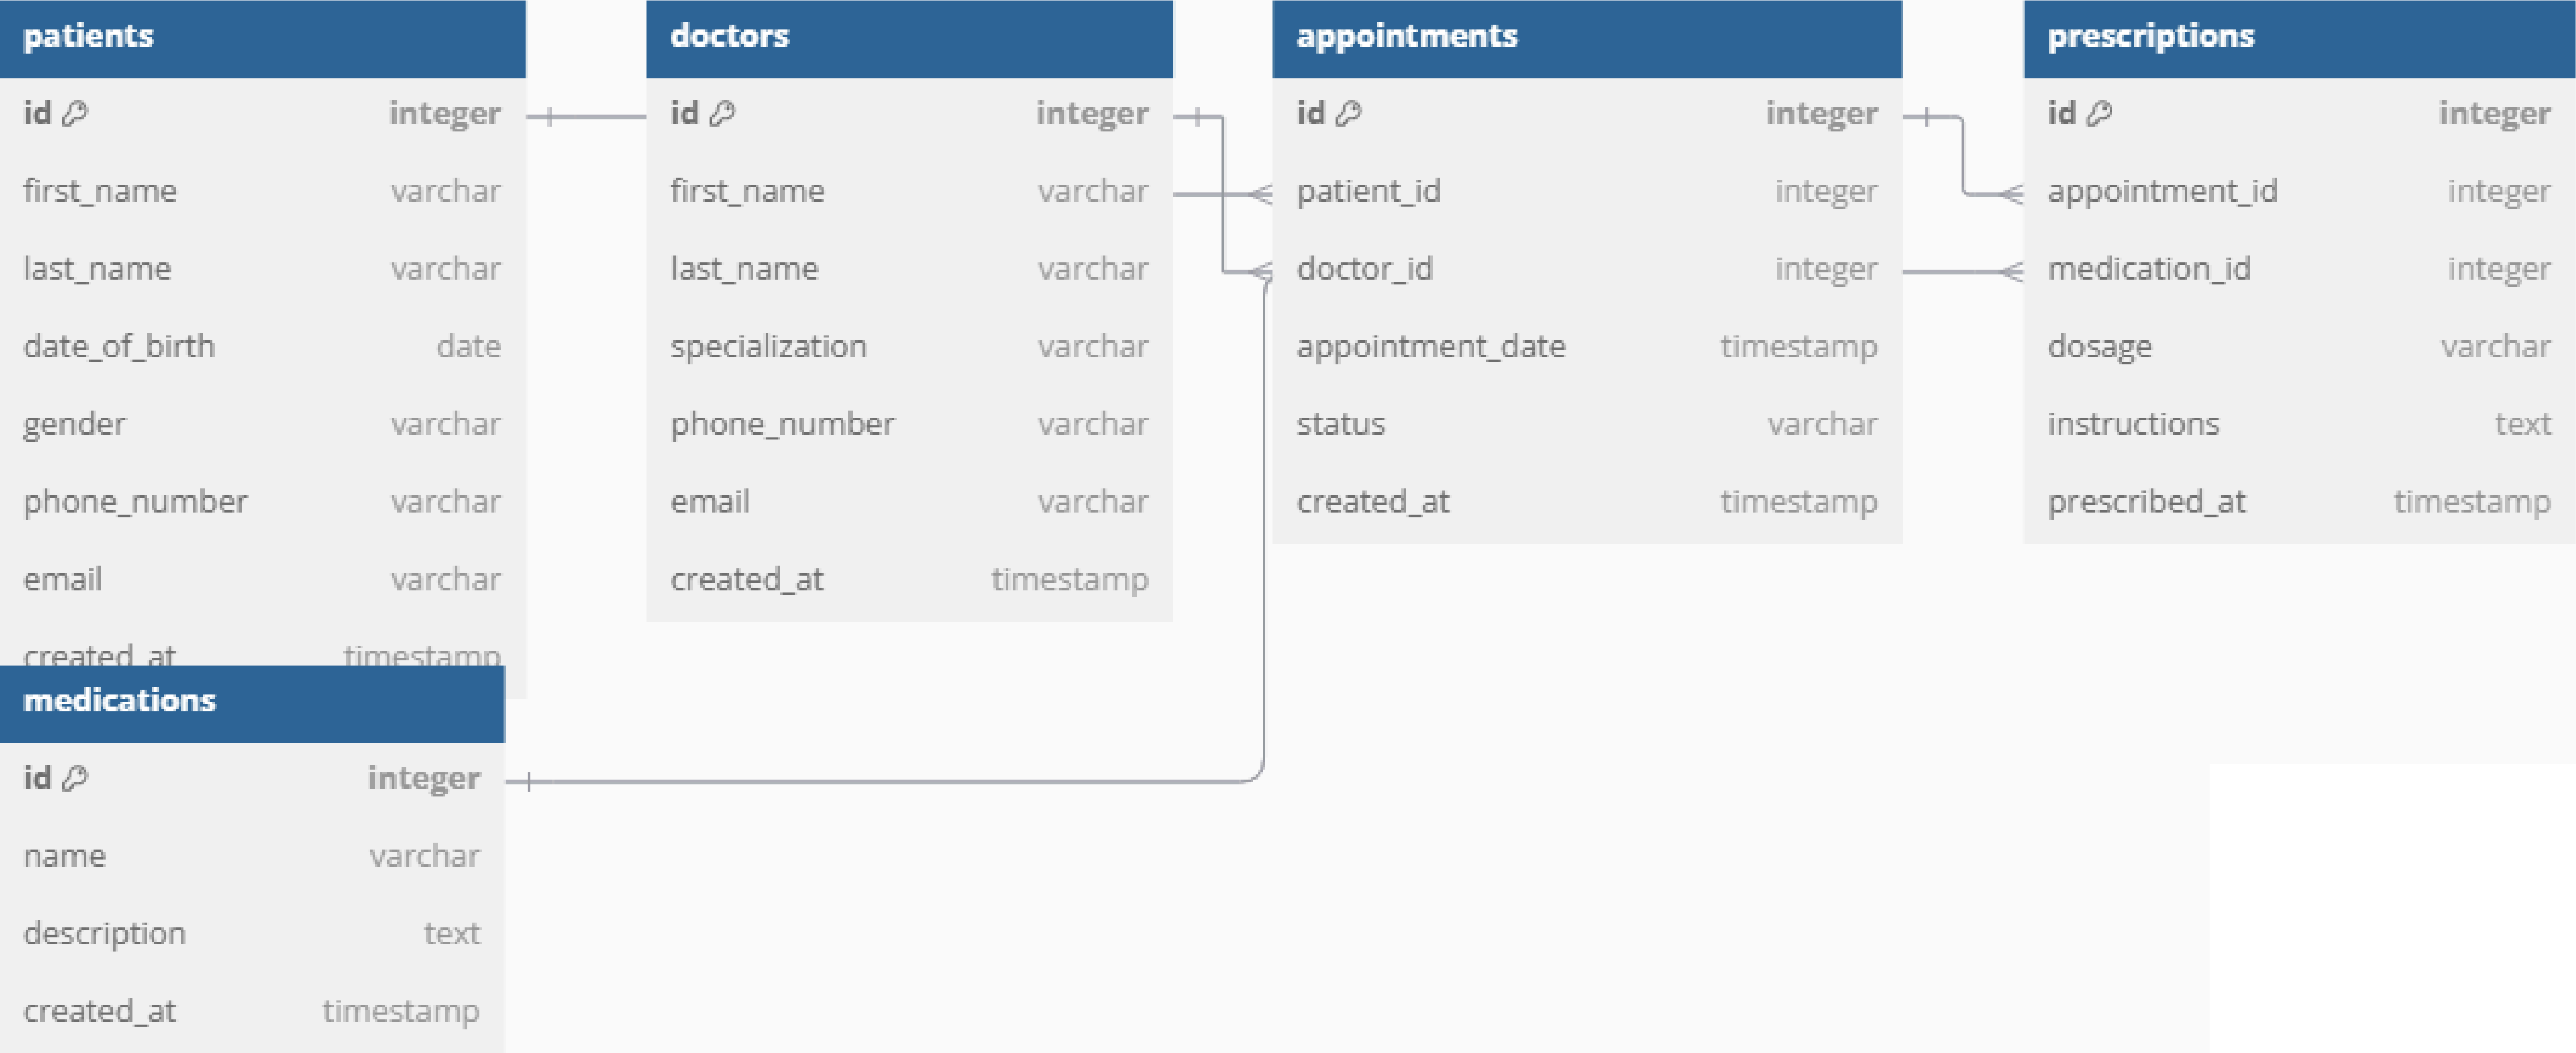 patients
id integer
first_name varchar
last_name varchar
date_of_birth date
gender varchar
phone_number varchar
email varchar
created_at timestamp
doctors
id integer
first_name varchar
last_name varchar
specialization varchar
phone_number varchar
email varchar
created_at timestamp
appointments
id integer
patient_id integer
doctor_id integer
appointment_date timestamp
status varchar
created_at timestamp
prescriptions
id integer
appointment_id integer
medication_id integer
dosage varchar
instructions text
prescribed_at timestamp
medications
id integer
name varchar
description text
created_at timestamp